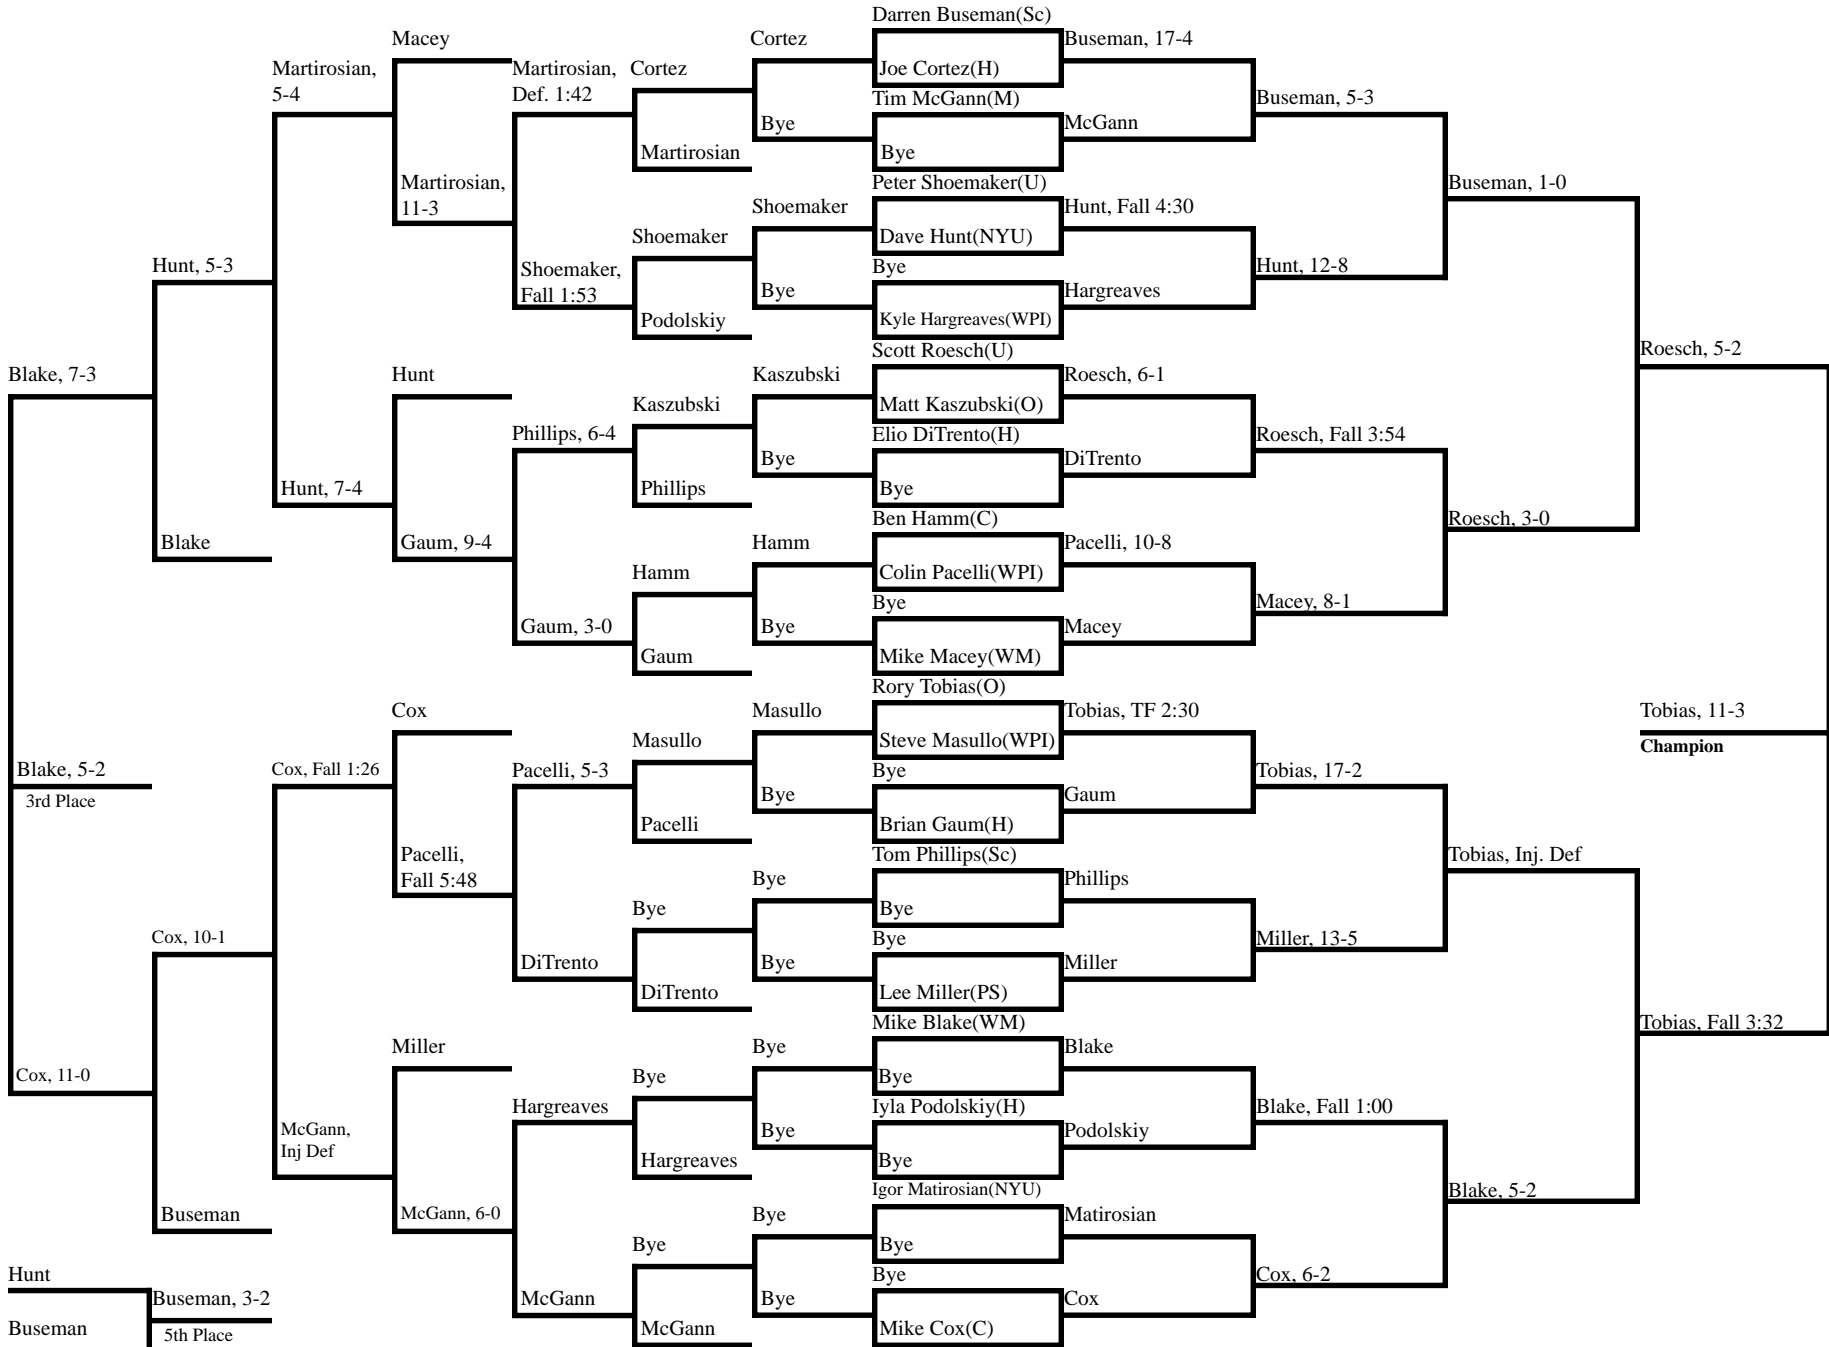 Darren Buseman(Sc)
Macey
Cortez
Buseman, 17-4
Martirosian,
5-4
Martirosian,
Def. 1:42
Cortez
Joe Cortez(H)
Tim McGann(M)
Buseman, 5-3
Bye
McGann
Martirosian
Bye
Martirosian,
11-3
Peter Shoemaker(U)
Buseman, 1-0
Shoemaker
Hunt, Fall 4:30
Shoemaker
Dave Hunt(NYU)
Hunt, 5-3
Shoemaker,
Fall 1:53
Bye
Hunt, 12-8
Bye
Hargreaves
Podolskiy
Kyle Hargreaves(WPI)
Scott Roesch(U)
Roesch, 5-2
Blake, 7-3
Hunt
Kaszubski
Roesch, 6-1
Kaszubski
Matt Kaszubski(O)
Phillips, 6-4
Elio DiTrento(H)
Roesch, Fall 3:54
Bye
DiTrento
Hunt, 7-4
Phillips
Bye
Ben Hamm(C)
Roesch, 3-0
Blake
Gaum, 9-4
Hamm
Pacelli, 10-8
Hamm
Colin Pacelli(WPI)
Bye
Macey, 8-1
Gaum, 3-0
Bye
Macey
Gaum
Mike Macey(WM)
Rory Tobias(O)
Cox
Masullo
Tobias, TF 2:30
Tobias, 11-3
Masullo
Steve Masullo(WPI)
Champion
Blake, 5-2
Cox, Fall 1:26
Pacelli, 5-3
Bye
Tobias, 17-2
3rd Place
Bye
Gaum
Pacelli
Brian Gaum(H)
Pacelli,
Fall 5:48
Tom Phillips(Sc)
Tobias, Inj. Def
Bye
Phillips
Bye
Bye
Cox, 10-1
Bye
Miller, 13-5
DiTrento
Bye
Miller
DiTrento
Lee Miller(PS)
Mike Blake(WM)
Tobias, Fall 3:32
Miller
Bye
Blake
Cox, 11-0
Bye
Bye
Hargreaves
Iyla Podolskiy(H)
Blake, Fall 1:00
McGann,
Inj Def
Bye
Podolskiy
Hargreaves
Bye
Igor Matirosian(NYU)
Blake, 5-2
Buseman
McGann, 6-0
Bye
Matirosian
Bye
Bye
Hunt
Bye
Cox, 6-2
Buseman, 3-2
McGann
Bye
Cox
Buseman
5th Place
McGann
Mike Cox(C)